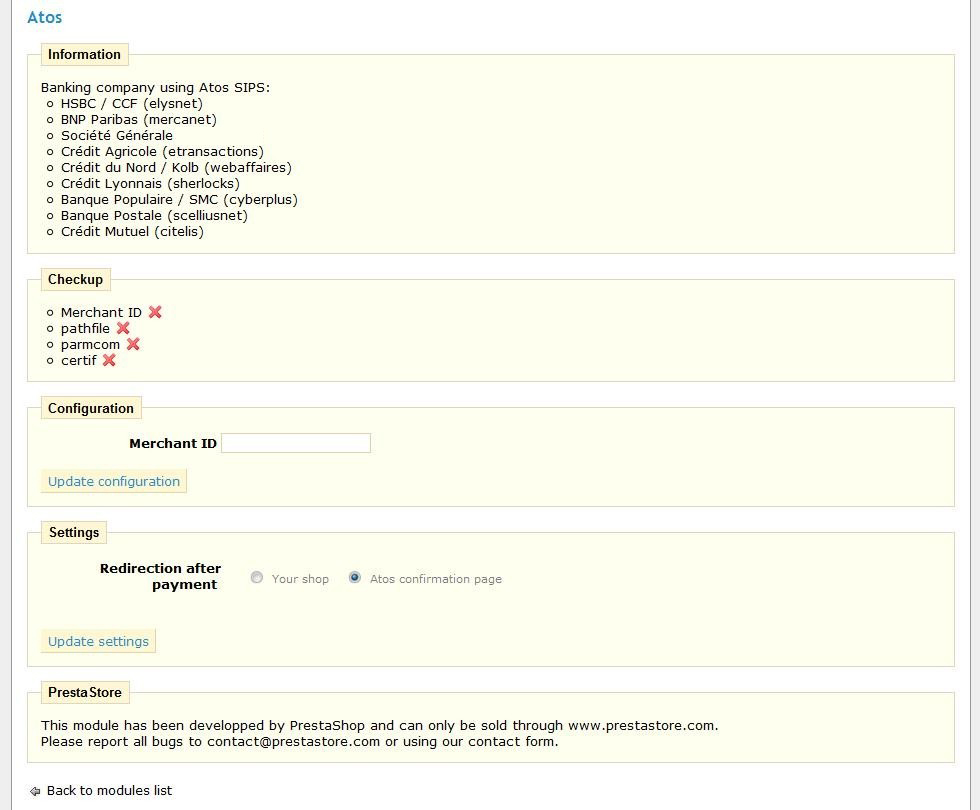 Atos
Information
Banking company using Atos SIPS:
HSBC / CCF (elysnet)
BNP Paribas (mercanet)
Société Générale
Crédit Agricole (etransactions)
Crédit du Nord / Kolb (webaffaires)
Crédit Lyonnais (sherlocks)
Banque Populaire / SMC (cyberplus)
Banque Postale (scelliusnet)
Crédit Mutuel (citelis)
Checkup
Merchant ID
pathfile
parmcom
certif
Configuration
Merchant ID
Update configuration
Settings
Redirection after
payment
Your shop Atos confirmation page
Update settings
PrestaStore
This module has been developped by PrestaShop and can only be sold through www.prestastore.com.
Please report all bugs to contact@prestastore.com or using our contact form.
Back to modules list